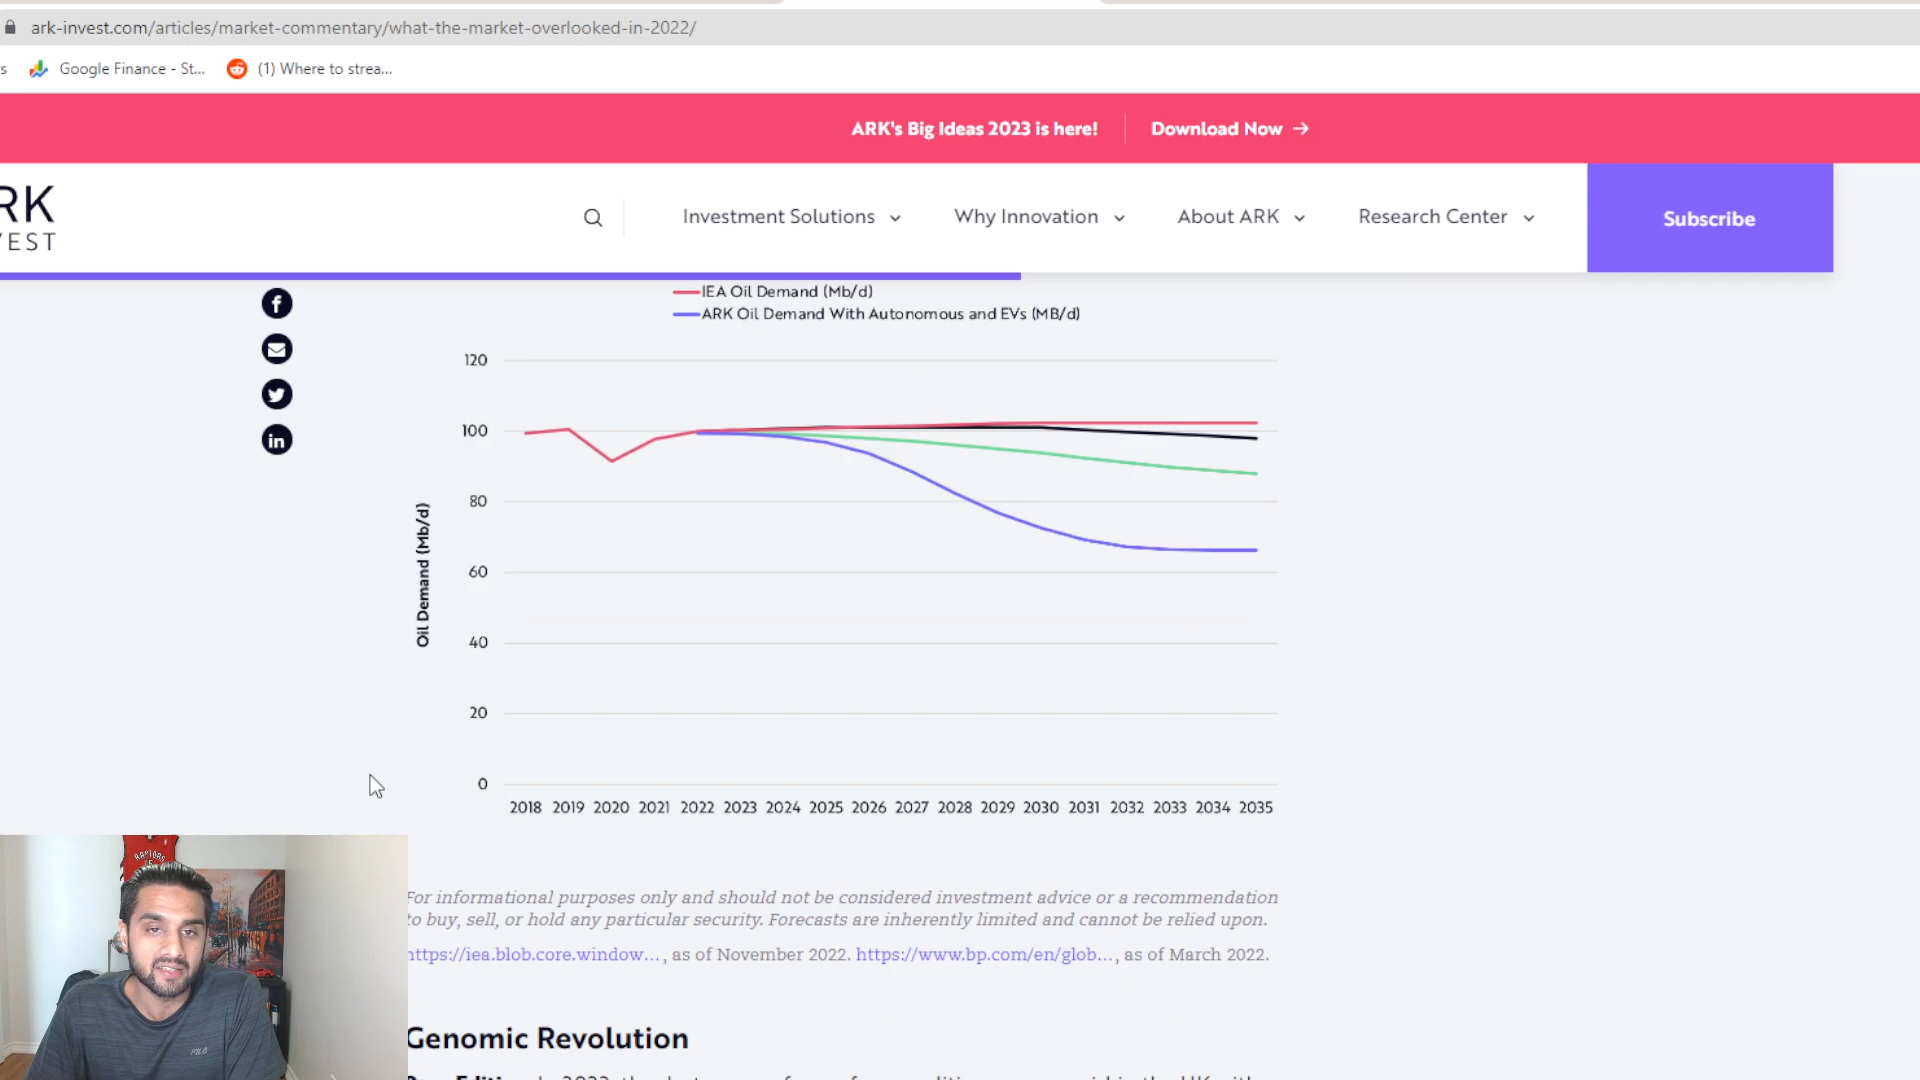 ark-invest.com/articles/market-commentary/what-the-market-overlooked-in-2022/
s Google Finance - St... (1) Where to strea...
ARK's Big Ideas 2023 is here! Download Now →
RK
VEST
Investment Solutions Why Innovation About ARK Research Center Subscribe
IEA Oil Demand (Mb/d)
ARK Oil Demand With Autonomous and EVs (MB/d)
120
100
80
60
40
20
0
Oil Demand (Mb/d)
2018 2019 2020 2021 2022 2023 2024 2025 2026 2027 2028 2029 2030 2031 2032 2033 2034 2035
For informational purposes only and should not be considered investment advice or a recommendation
to buy, sell, or hold any particular security. Forecasts are inherently limited and cannot be relied upon.
https://iea.blob.core.window... , as of November 2022. https://www.bp.com/en/glob... , as of March 2022.
RAPTORS
FILA
Genomic Revolution